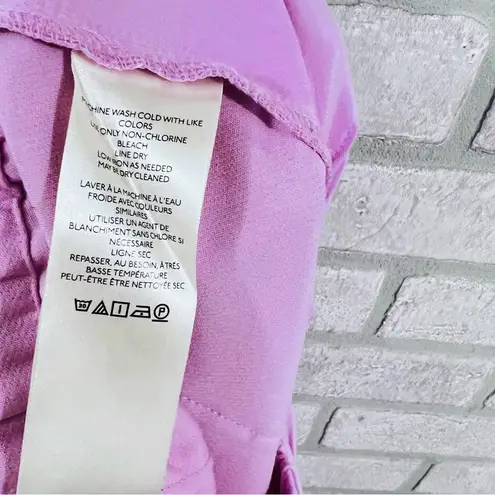 MACHINE WASH COLD WITH LIKE
COLORS
USE ONLY NON-CHLORINE
BLEACH
LINE DRY
LOW IRON AS NEEDED
MAY BE DRY CLEANED
LAVER À LA MACHINE À L'EAU
FROIDE AVEC COULEURS
SIMILAIRES
UTILISER UN AGENT DE
BLANCHIMENT SANS CHLORE SI
NÉCESSAIRE
LIGNE SEC
REPASSER, AU BESOIN, À TRÈS
BASSE TEMPÉRATURE
PEUT-ÊTRE ÊTRE NETTOYÉE SEC
30 P